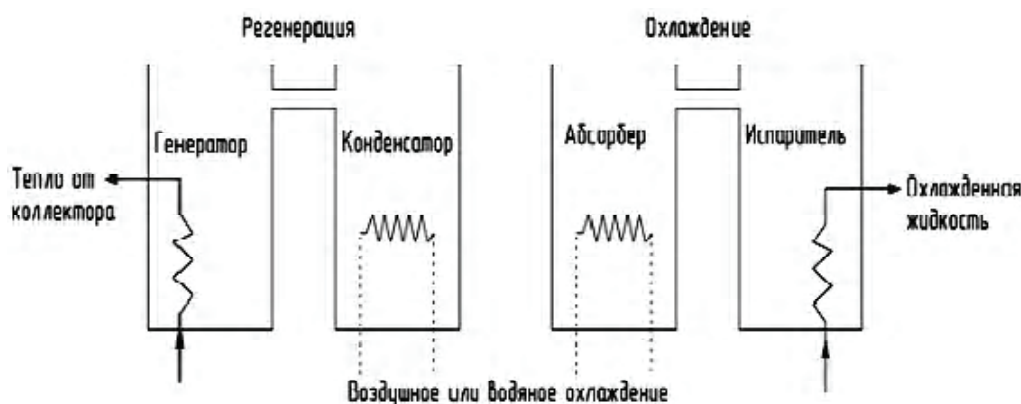 Регенерация
Охлаждение
Генератор
Конденсатор
Абсорбер
Испаритель
Тепло от
коллектора
Охлажденная
жидкость
Воздушное или водяное охлаждение